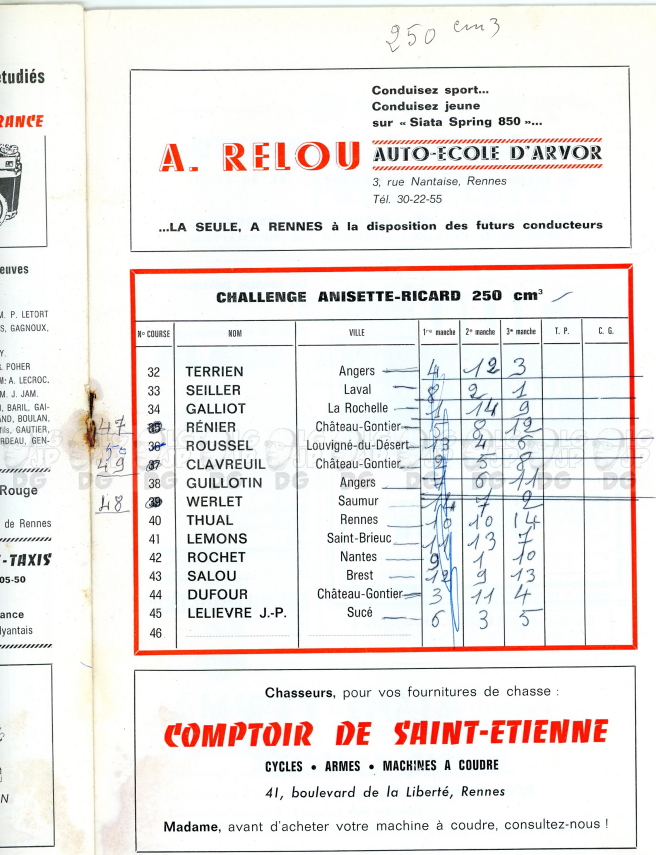 250 cm3
étudiés
RANCE
euves
M. P. LETORT
S, GAGNOUX,
Y.
POHER
M: A. LECROC.
M. J. JAM.
BARIL, GAI-
AND, BOULAN,
fils, GAUTIER,
RDEAU, GEN-
Rouge
de Rennes
-TAXIS
05-50
ance
lyantais
N
Conduisez sport...
Conduisez jeune
sur « Siata Spring 850 »...
A. RELOU AUTO-ÉCOLE D'ARVOR
3, rue Nantaise, Rennes
Tél. 30-22-55
...LA SEULE, A RENNES à la disposition des futurs conducteurs
CHALLENGE ANISETTE-RICARD 250 cm³
N° COURSE NOM VILLE 1re manche 2e manche 3e manche T. P. C. G.
32 TERRIEN Angers 4 12 3
33 SEILLER Laval 8 2 1
34 GALLIOT La Rochelle 1 14 9
47 35 RÉNIER Château-Gontier 5 8 12
50 36 ROUSSEL Louvigné-du-Désert 13 4 6
49 37 CLAVREUIL Château-Gontier 2 5 8
38 GUILLOTIN Angers 6 11
48 39 WERLET Saumur 14 7 2
40 THUAL Rennes 10 10 14
41 LEMONS Saint-Brieuc 11 13 7
42 ROCHET Nantes 9 1 10
43 SALOU Brest 12 9 13
44 DUFOUR Château-Gontier 3 11 4
45 LELIEVRE J.-P. Sucé 6 3 5
46
Chasseurs, pour vos fournitures de chasse :
COMPTOIR DE SAINT-ETIENNE
CYCLES • ARMES • MACHINES A COUDRE
41, boulevard de la Liberté, Rennes
Madame, avant d'acheter votre machine à coudre, consultez-nous !